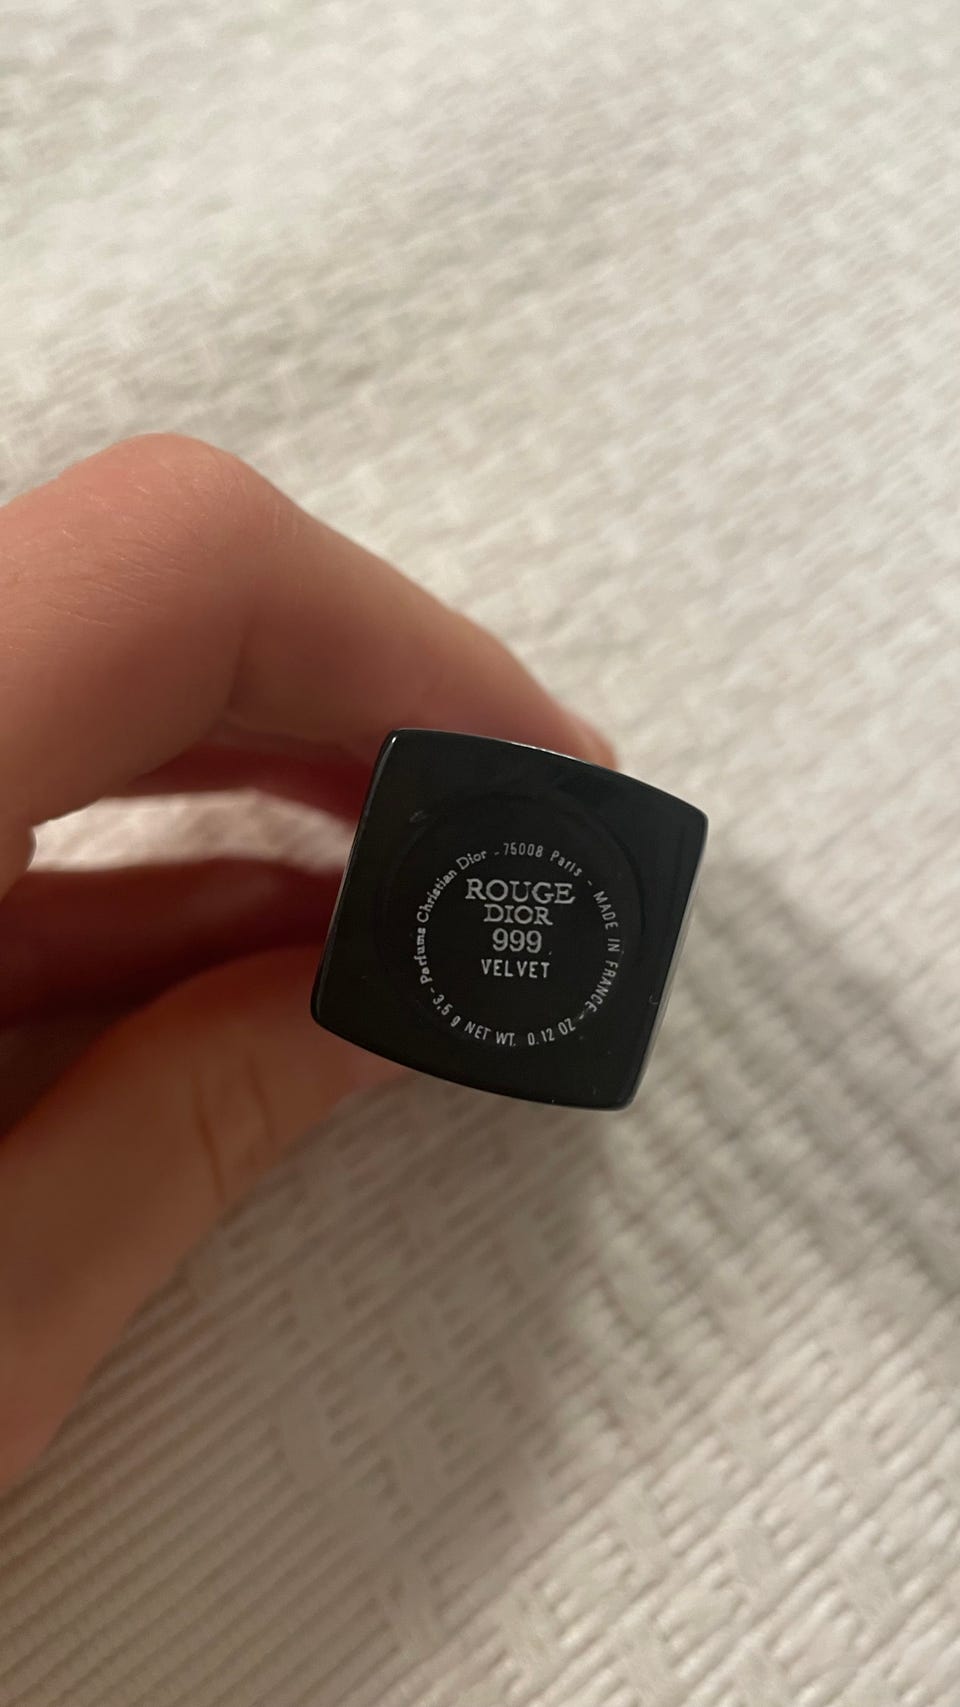 Parfums Christian Dior - 75008 Paris - MADE IN FRANCE - 3,5 g NET WT. 0.12 OZ -
ROUGE
DIOR
999
VELVET